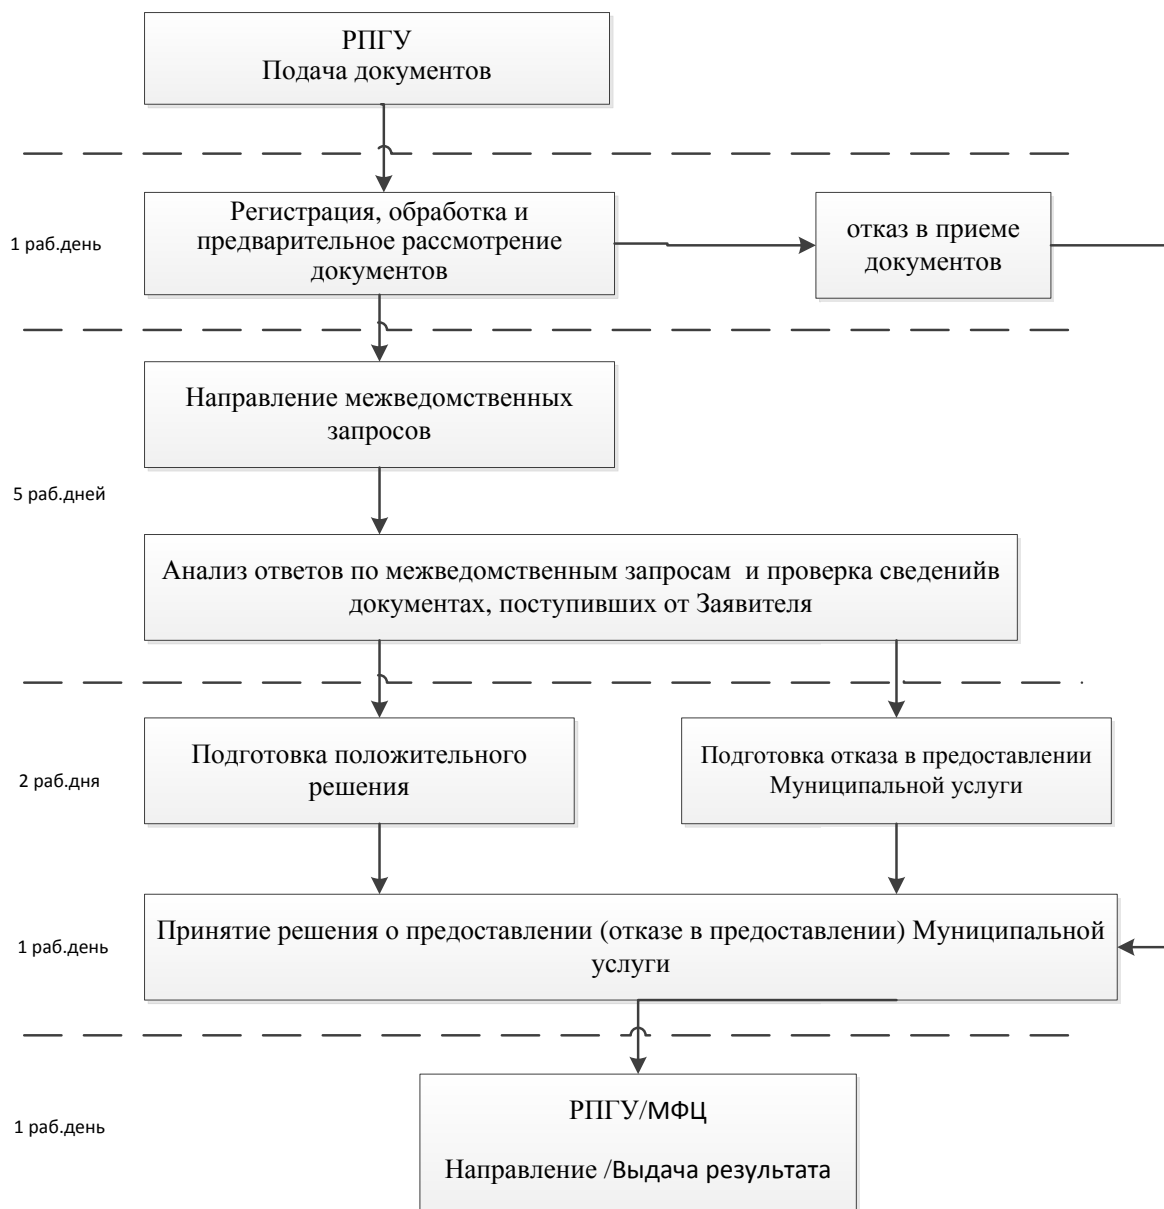 РПГУ
Подача документов
1 раб.день
Регистрация, обработка и
предварительное рассмотрение
документов
отказ в приеме
документов
Направление межведомственных
запросов
5 раб.дней
Анализ ответов по межведомственным запросам  и проверка сведенийв
документах, поступивших от Заявителя
2 раб.дня
Подготовка положительного
решения
Подготовка отказа в предоставлении
Муниципальной услуги
1 раб.день
Принятие решения о предоставлении (отказе в предоставлении) Муниципальной
услуги
1 раб.день
РПГУ/МФЦ
Направление /Выдача результата